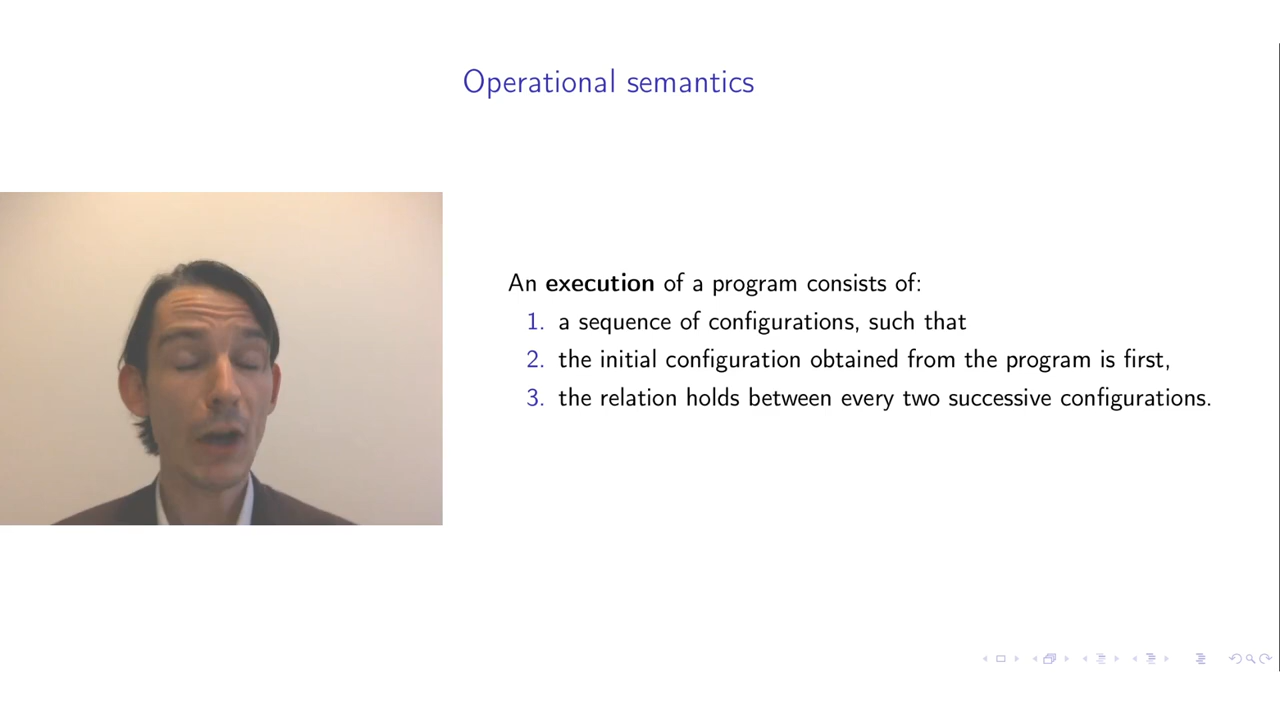 Operational semantics
An execution of a program consists of:
1. a sequence of configurations, such that
2. the initial configuration obtained from the program is first,
3. the relation holds between every two successive configurations.